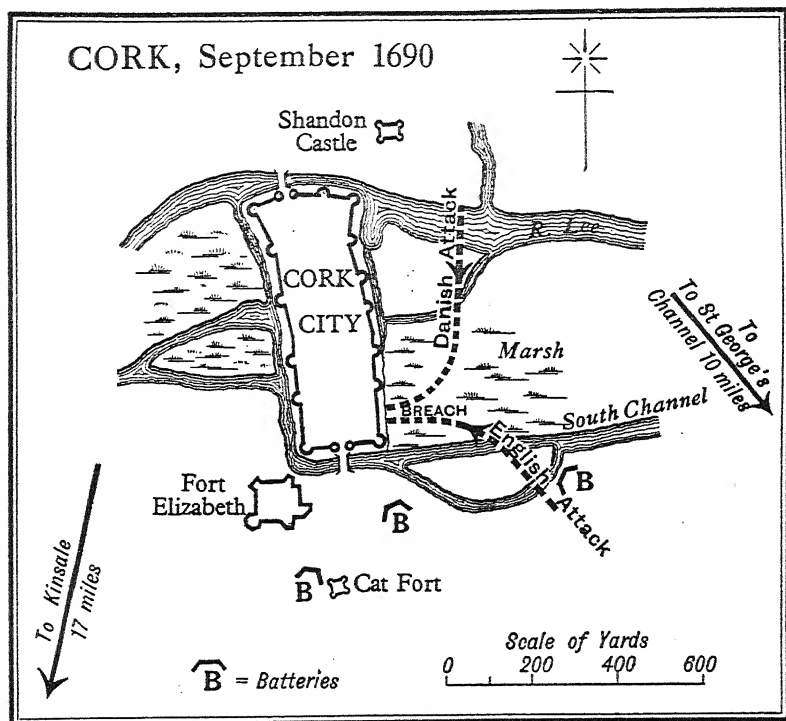 CORK, September 1690
Shandon
Castle
R. Lee
Danish Attack
CORK
CITY
To
To St George's
Channel 10 miles
Marsh
BREACH
South Channel
English Attack
Fort
Elizabeth
B
B
B
Cat Fort
To Kinsale
17 miles
B = Batteries
Scale of Yards
0 200 400 600